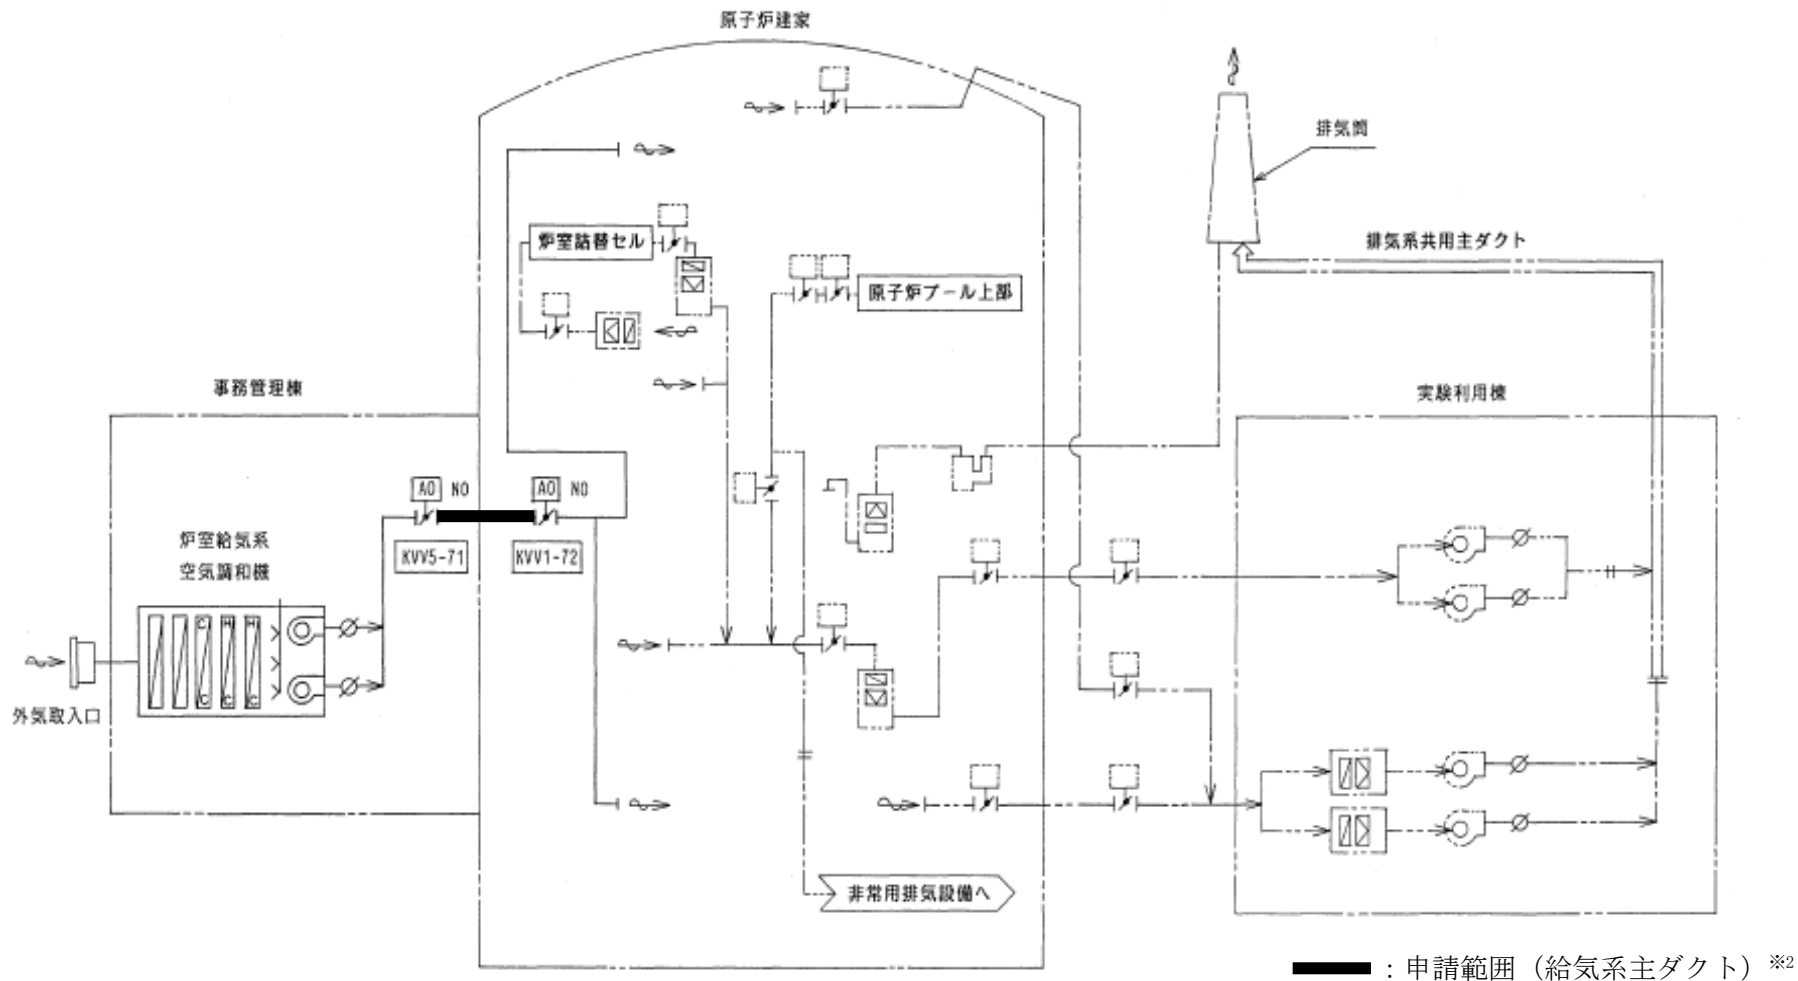 原子炉建家
排気筒
炉室詰替セル
排気系共用主ダクト
原子炉プール上部
事務管理棟
実験利用棟
AO NO
AO NO
炉室給気系
空気調和機
KVV5-71
KVV1-72
C H H
C C C
外気取入口
非常用排気設備へ
：申請範囲（給気系主ダクト）※2